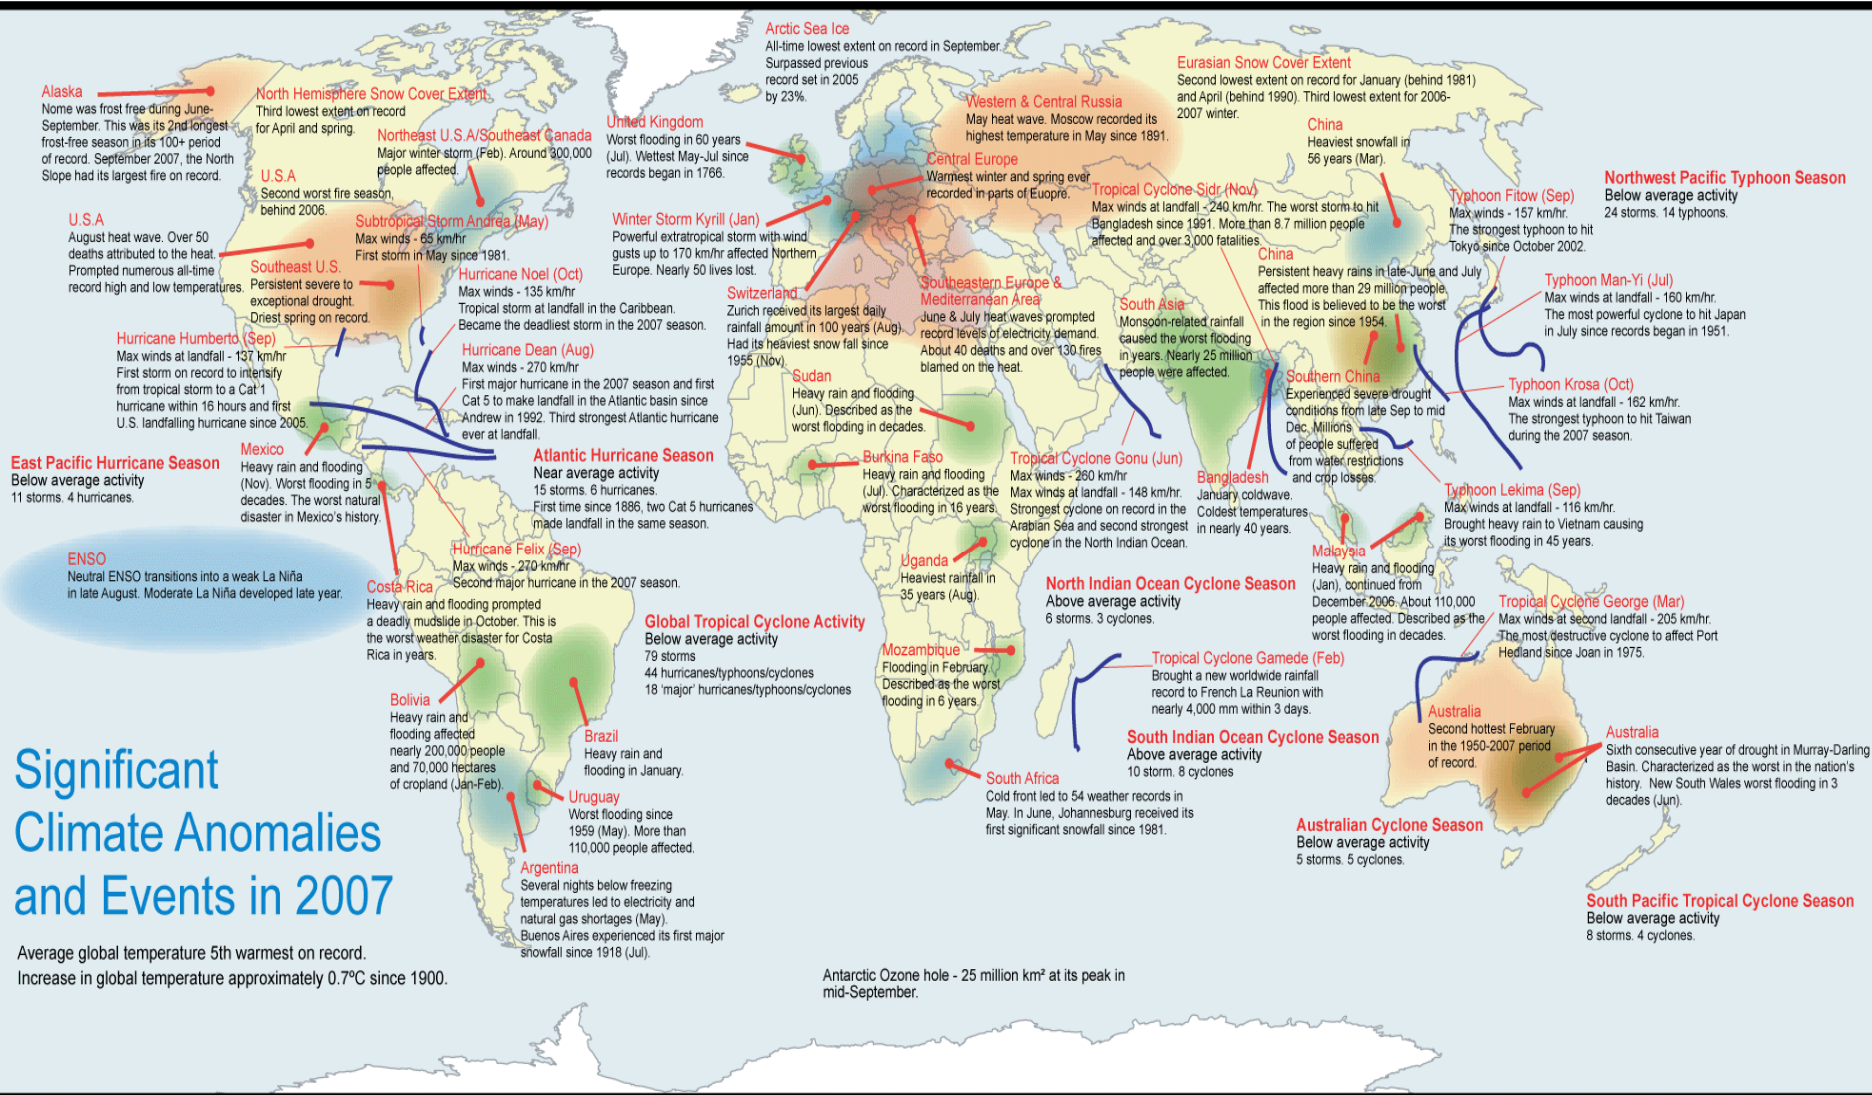 Arctic Sea Ice
All-time lowest extent on record in September.
Surpassed previous
record set in 2005
by 23%.
Eurasian Snow Cover Extent
Second lowest extent on record for January (behind 1981)
and April (behind 1990). Third lowest extent for 2006-
2007 winter.
Alaska
Nome was frost free during June-
September. This was its 2nd longest
frost-free season in its 100+ period
of record. September 2007, the North
Slope had its largest fire on record.
North Hemisphere Snow Cover Extent
Third lowest extent on record
for April and spring.
Northeast U.S.A/Southeast Canada
Major winter storm (Feb). Around 300,000
people affected.
United Kingdom
Worst flooding in 60 years
(Jul). Wettest May-Jul since
records began in 1766.
Western & Central Russia
May heat wave. Moscow recorded its
highest temperature in May since 1891.
China
Heaviest snowfall in
56 years (Mar).
Central Europe
Warmest winter and spring ever
recorded in parts of Euopre.
U.S.A
Second worst fire season,
behind 2006.
Tropical Cyclone Sidr (Nov)
Max winds at landfall - 240 km/hr. The worst storm to hit
Bangladesh since 1991. More than 8.7 million people
affected and over 3,000 fatalities.
Typhoon Fitow (Sep)
Max winds - 157 km/hr.
The strongest typhoon to hit
Tokyo since October 2002.
Northwest Pacific Typhoon Season
Below average activity
24 storms. 14 typhoons.
U.S.A
August heat wave. Over 50
deaths attributed to the heat.
Prompted numerous all-time
record high and low temperatures.
Subtropical Storm Andrea (May)
Max winds - 65 km/hr
First storm in May since 1981.
Winter Storm Kyrill (Jan)
Powerful extratropical storm with wind
gusts up to 170 km/hr affected Northern
Europe. Nearly 50 lives lost.
Southeast U.S.
Persistent severe to
exceptional drought.
Driest spring on record.
Hurricane Noel (Oct)
Max winds - 135 km/hr
Tropical storm at landfall in the Caribbean.
Became the deadliest storm in the 2007 season.
China
Persistent heavy rains in late-June and July
affected more than 29 million people.
This flood is believed to be the worst
in the region since 1954.
Typhoon Man-Yi (Jul)
Max winds at landfall - 160 km/hr.
The most powerful cyclone to hit Japan
in July since records began in 1951.
Switzerland
Zurich received its largest daily
rainfall amount in 100 years (Aug).
Had its heaviest snow fall since
1955 (Nov).
Southeastern Europe &
Mediterranean Area
June & July heat waves prompted
record levels of electricity demand.
About 40 deaths and over 130 fires
blamed on the heat.
South Asia
Monsoon-related rainfall
caused the worst flooding
in years. Nearly 25 million
people were affected.
Hurricane Humberto (Sep)
Max winds at landfall - 137 km/hr
First storm on record to intensify
from tropical storm to a Cat 1
hurricane within 16 hours and first
U.S. landfalling hurricane since 2005.
Hurricane Dean (Aug)
Max winds - 270 km/hr
First major hurricane in the 2007 season and first
Cat 5 to make landfall in the Atlantic basin since
Andrew in 1992. Third strongest Atlantic hurricane
ever at landfall.
Sudan
Heavy rain and flooding
(Jun). Described as the
worst flooding in decades.
Southern China
Experienced severe drought
conditions from late Sep to mid
Dec. Millions
of people suffered
from water restrictions
and crop losses.
Typhoon Krosa (Oct)
Max winds at landfall - 162 km/hr.
The strongest typhoon to hit Taiwan
during the 2007 season.
East Pacific Hurricane Season
Below average activity
11 storms. 4 hurricanes.
Mexico
Heavy rain and flooding
(Nov). Worst flooding in 5
decades. The worst natural
disaster in Mexico's history.
Atlantic Hurricane Season
Near average activity
15 storms. 6 hurricanes.
First time since 1886, two Cat 5 hurricanes
made landfall in the same season.
Burkina Faso
Heavy rain and flooding
(Jul). Characterized as the
worst flooding in 16 years.
Tropical Cyclone Gonu (Jun)
Max winds - 260 km/hr
Max winds at landfall - 148 km/hr.
Strongest cyclone on record in the
Arabian Sea and second strongest
cyclone in the North Indian Ocean.
Bangladesh
January coldwave.
Coldest temperatures
in nearly 40 years.
Typhoon Lekima (Sep)
Max winds at landfall - 116 km/hr.
Brought heavy rain to Vietnam causing
its worst flooding in 45 years.
ENSO
Neutral ENSO transitions into a weak La Niña
in late August. Moderate La Niña developed late year.
Hurricane Felix (Sep)
Max winds - 270 km/hr
Second major hurricane in the 2007 season.
Costa Rica
Heavy rain and flooding prompted
a deadly mudslide in October. This is
the worst weather disaster for Costa
Rica in years.
Uganda
Heaviest rainfall in
35 years (Aug).
North Indian Ocean Cyclone Season
Above average activity
6 storms. 3 cyclones.
Malaysia
Heavy rain and flooding
(Jan), continued from
December 2006. About 110,000
people affected. Described as the
worst flooding in decades.
Tropical Cyclone George (Mar)
Max winds at second landfall - 205 km/hr.
The most destructive cyclone to affect Port
Hedland since Joan in 1975.
Global Tropical Cyclone Activity
Below average activity
79 storms
44 hurricanes/typhoons/cyclones
18 'major' hurricanes/typhoons/cyclones
Mozambique
Flooding in February.
Described as the worst
flooding in 6 years.
Tropical Cyclone Gamede (Feb)
Brought a new worldwide rainfall
record to French La Reunion with
nearly 4,000 mm within 3 days.
Bolivia
Heavy rain and
flooding affected
nearly 200,000 people
and 70,000 hectares
of cropland (Jan-Feb).
Brazil
Heavy rain and
flooding in January.
South Indian Ocean Cyclone Season
Above average activity
10 storm. 8 cyclones
Australia
Second hottest February
in the 1950-2007 period
of record.
Australia
Sixth consecutive year of drought in Murray-Darling
Basin. Characterized as the worst in the nation's
history. New South Wales worst flooding in 3
decades (Jun).
South Africa
Cold front led to 54 weather records in
May. In June, Johannesburg received its
first significant snowfall since 1981.
Uruguay
Worst flooding since
1959 (May). More than
110,000 people affected.
Australian Cyclone Season
Below average activity
5 storms. 5 cyclones.
Argentina
Several nights below freezing
temperatures led to electricity and
natural gas shortages (May).
Buenos Aires experienced its first major
snowfall since 1918 (Jul).
South Pacific Tropical Cyclone Season
Below average activity
8 storms. 4 cyclones.
Significant
Climate Anomalies
and Events in 2007
Average global temperature 5th warmest on record.
Increase in global temperature approximately 0.7ºC since 1900.
Antarctic Ozone hole - 25 million km² at its peak in
mid-September.